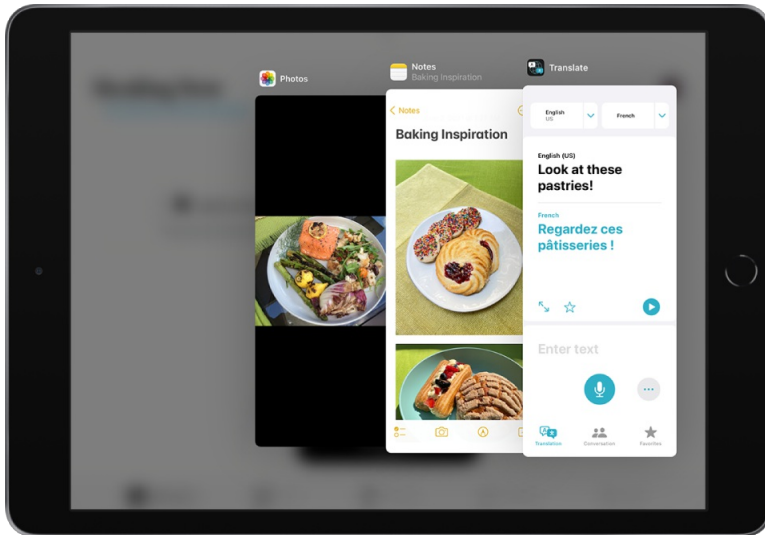 Photos
Notes
Baking Inspiration
Translate
Notes
Baking Inspiration
English
US
French
English (US)
Look at these
pastries!
French
Regardez ces
pâtisseries !
Enter text
Translation
Conversation
Favorites